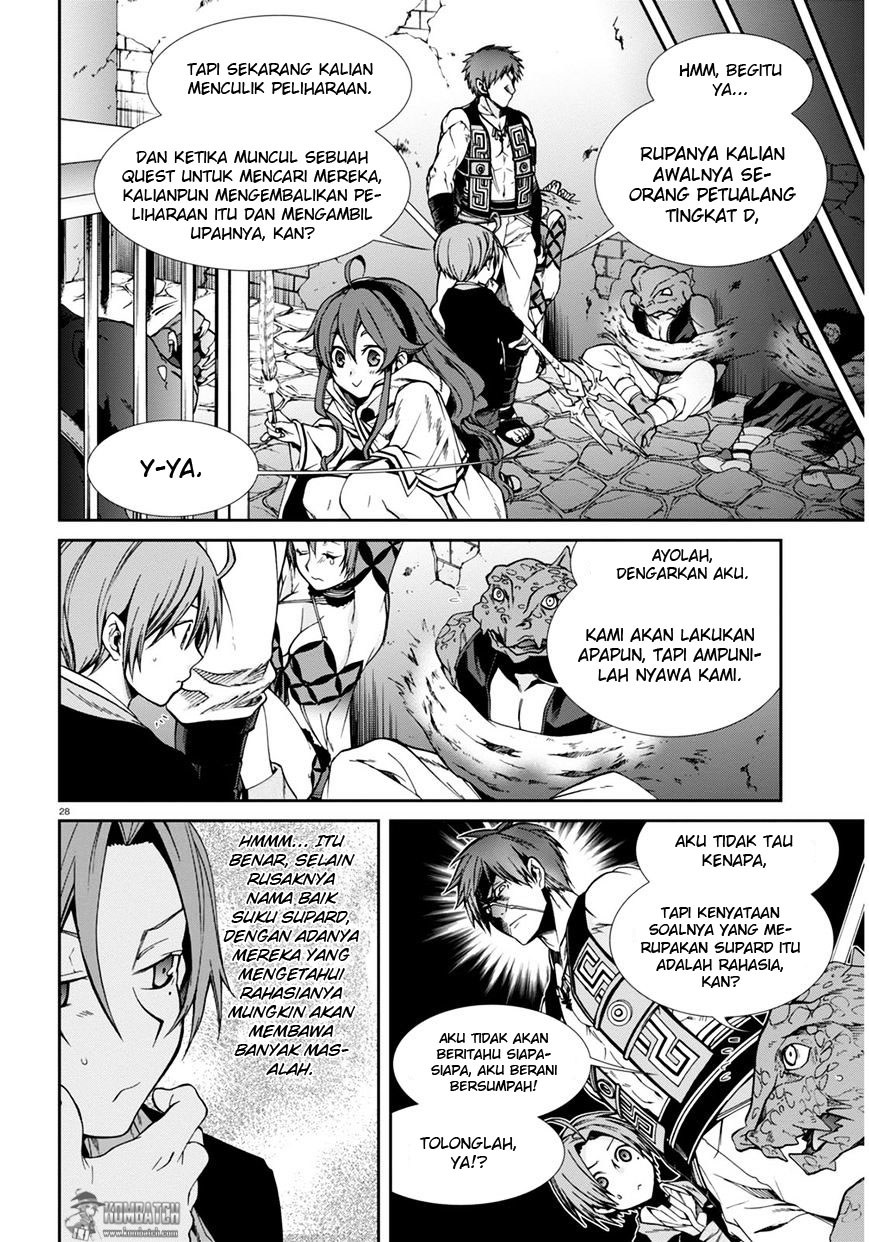 HMM, BEGITU
YA...
RUPANYA KALIAN
AWALNYA SE-
ORANG PETUALANG
TINGKAT D,
TAPI SEKARANG KALIAN
MENCULIK PELIHARAAN.
DAN KETIKA MUNCUL SEBUAH
QUEST UNTUK MENCARI MEREKA,
KALIANPUN MENGEMBALIKAN PE-
LIHARAAN ITU DAN MENGAMBIL
UPAHNYA, KAN?
Y-YA.
AYOLAH,
DENGARKAN AKU.
KAMI AKAN LAKUKAN
APAPUN, TAPI AMPUNI-
LAH NYAWA KAMI.
28
AKU TIDAK TAU
KENAPA,
TAPI KENYATAAN
SOALNYA YANG ME-
RUPAKAN SUPARD ITU
ADALAH RAHASIA,
KAN?
AKU TIDAK AKAN
BERITAHU SIAPA-
SIAPA, AKU BERANI
BERSUMPAH!
TOLONGLAH,
YA!?
HMMM... ITU
BENAR, SELAIN
RUSAKNYA
NAMA BAIK
SUKU SUPARD,
DENGAN ADANYA
MEREKA YANG
MENGETAHUI
RAHASIANYA
MUNGKIN AKAN
MEMBAWA
BANYAK MAS-
ALAH.
KOMBATCH
www.kombatch.com